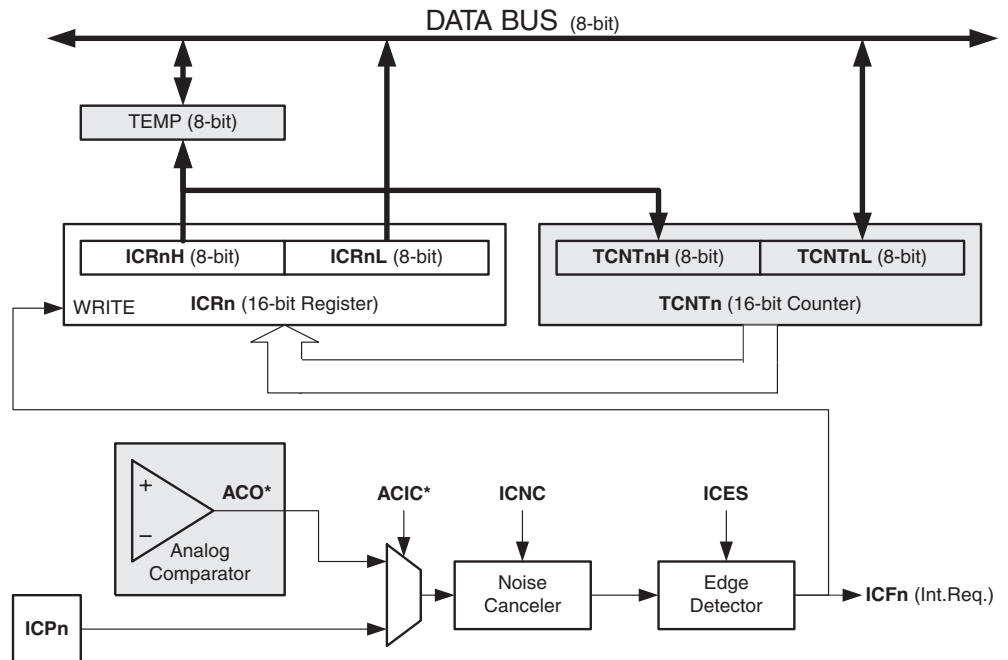 DATA BUS (8-bit)
TEMP (8-bit)
ICRnH (8-bit)
ICRnL (8-bit)
TCNTnH (8-bit)
TCNTnL (8-bit)
WRITE
ICRn (16-bit Register)
TCNTn (16-bit Counter)
+
ACO*
ACIC*
ICNC
ICES
−
Analog
Comparator
Noise
Canceler
Edge
Detector
ICFn (Int.Req.)
ICPn